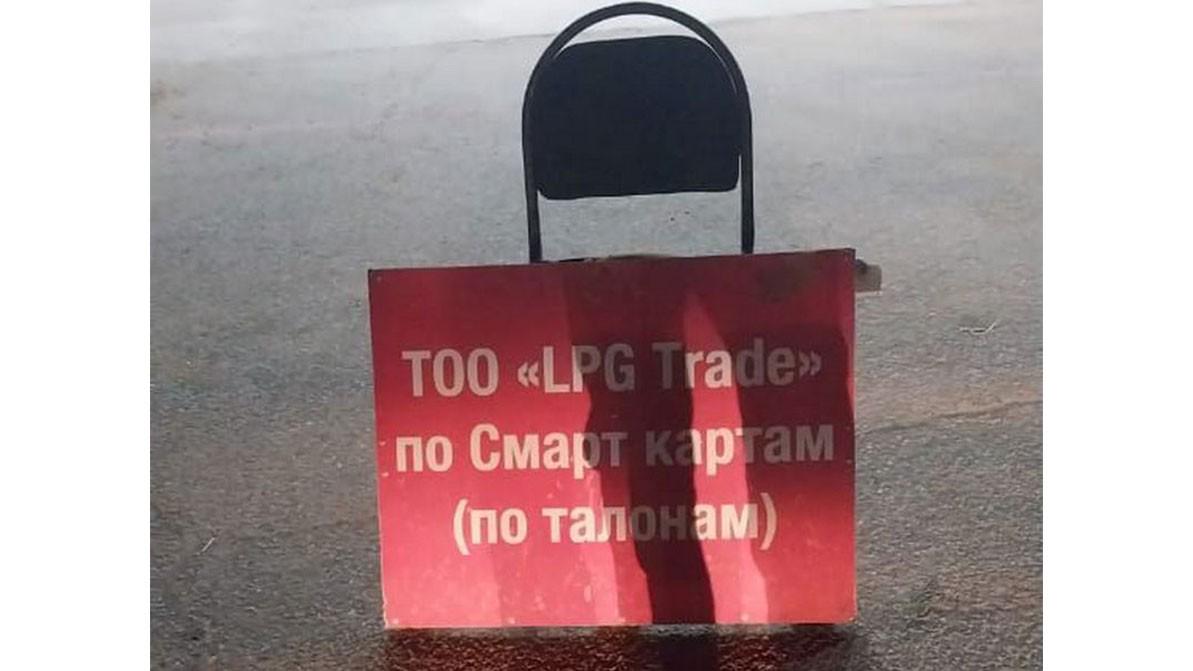 ТОО «LPG Trade»
по Смарт картам
(по талонам)